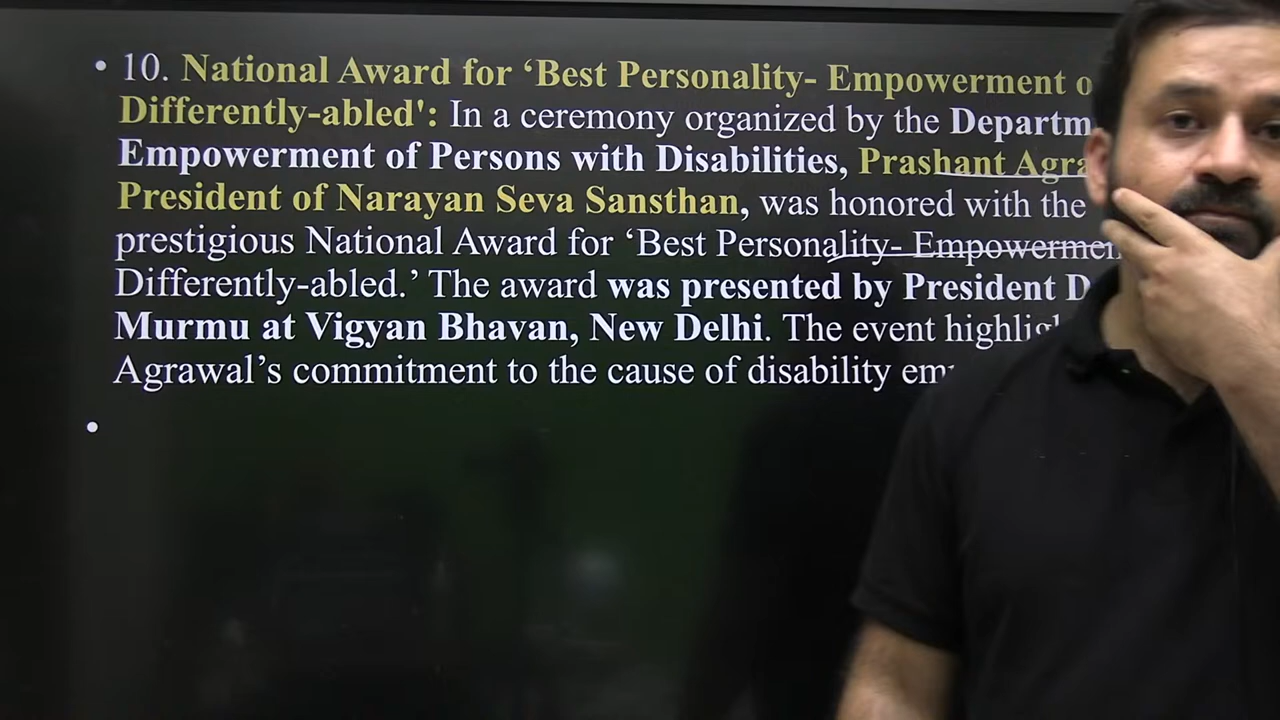 • 10. National Award for ‘Best Personality- Empowerment o
Differently-abled': In a ceremony organized by the Departm
Empowerment of Persons with Disabilities, Prashant Agra
President of Narayan Seva Sansthan, was honored with the
prestigious National Award for ‘Best Personality- Empowermen
Differently-abled.’ The award was presented by President D
Murmu at Vigyan Bhavan, New Delhi. The event highlig
Agrawal’s commitment to the cause of disability em
•